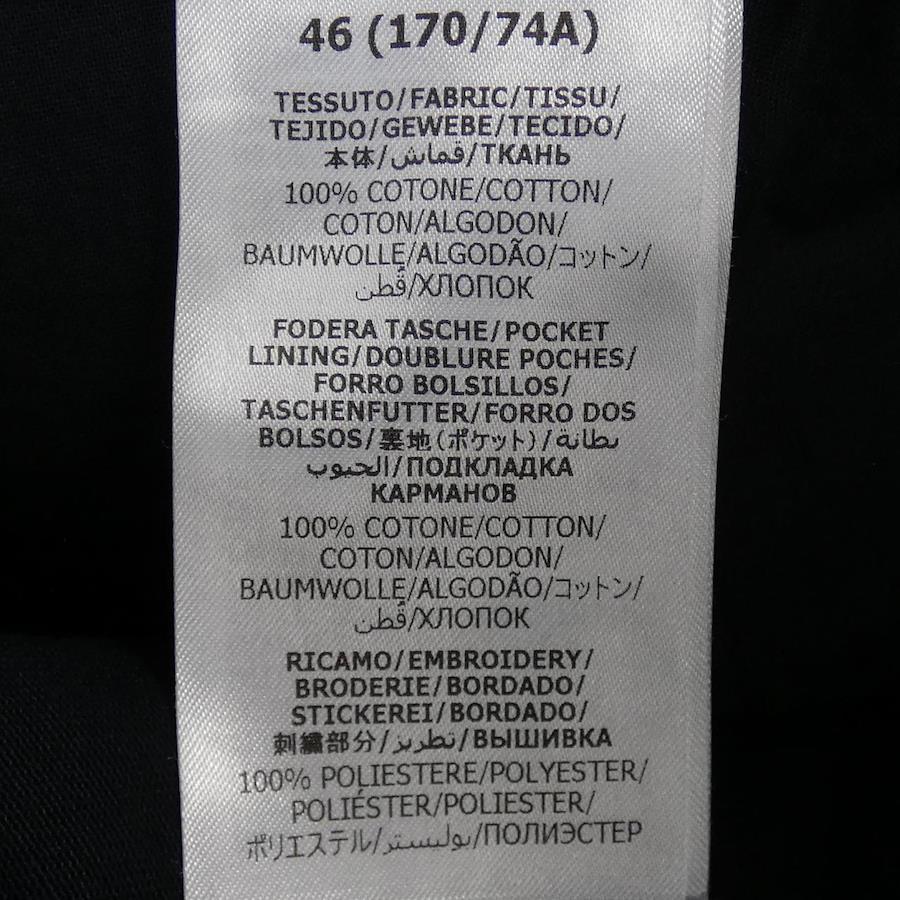 46 (170/74A)
TESSUTO/FABRIC/TISSU/
TEJIDO/GEWEBE/TECIDO/
本体/قماش/ТКАНЬ
100% COTONE/COTTON/
COTON/ALGODON/
BAUMWOLLE/ALGODÃO/コットン/
قُطن/ХЛОПОК
FODERA TASCHE/POCKET
LINING/DOUBLURE POCHES/
FORRO BOLSILLOS/
TASCHENFUTTER/FORRO DOS
BOLSOS/裏地(ポケット)/بطانة
الجيوب/ПОДКЛАДКА
КАРМАНОВ
100% COTONE/COTTON/
COTON/ALGODON/
BAUMWOLLE/ALGODÃO/コットン/
قُطن/ХЛОПОК
RICAMO/EMBROIDERY/
BRODERIE/BORDADO/
STICKEREI/BORDADO/
刺繍部分/تطريز/ВЫШИВКА
100% POLIESTERE/POLYESTER/
POLIÉSTER/POLIESTER/
ポリエステル/بوليستر/ПОЛИЭСТЕР